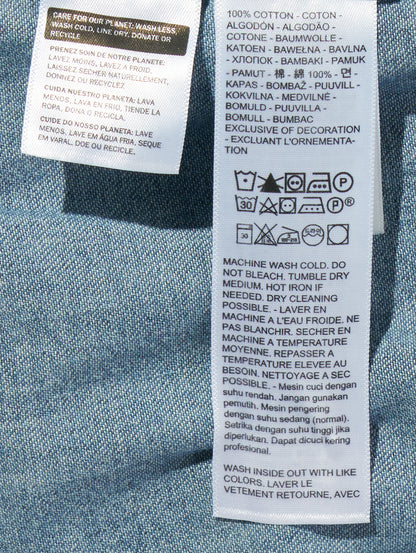 CARE FOR OUR PLANET: WASH LESS,
WASH COLD, LINE DRY, DONATE OR
RECYCLE
PRENEZ SOIN DE NOTRE PLANÈTE:
LAVEZ MOINS, LAVEZ À FROID,
LAISSEZ SÉCHER NATURELLEMENT,
DONNEZ OU RECYCLEZ
CUIDA NUESTRO PLANETA: LAVA
MENOS, LAVA EN FRÍO, TIENDE, DONA
O RECICLA
CUIDE DO NOSSO PLANETA: LAVE
MENOS, LAVE EM ÁGUA FRIA, SEQUE
EM VARAL, DOE OU RECICLE.
100% COTTON - COTON -
ALGODÓN - ALGODÃO -
COTONE - BAUMWOLLE -
KATOEN - BAWEŁNA - BAVLNA
- ХЛОПОК - BAMBAKI - PAMUK
- PAMUT - 棉 - 綿 100% - 면 -
KAPAS - BOMBAŽ - PUUVILL -
KOKVILNA - MEDVILNĖ -
BOMULD - PUUVILLA -
BOMULL - BUMBAC
EXCLUSIVE OF DECORATION
- EXCLUANT L'ORNEMENTA-
TION
P
30 P ®
30
MACHINE WASH COLD. DO
NOT BLEACH. TUMBLE DRY
MEDIUM. HOT IRON IF
NEEDED. DRY CLEANING
POSSIBLE. - LAVER EN
MACHINE A L'EAU FROIDE. NE
PAS BLANCHIR. SECHER EN
MACHINE A TEMPERATURE
MOYENNE. REPASSER A
TEMPERATURE ELEVEE AU
BESOIN. NETTOYAGE A SEC
POSSIBLE. - Mesin cuci dengan
suhu rendah. Jangan gunakan
pemutih. Mesin pengering
dengan suhu sedang (normal).
Setrika dengan suhu tinggi jika
diperlukan. Dapat dicuci kering
profesional.
WASH INSIDE OUT WITH LIKE
COLORS. LAVER LE
VETEMENT RETOURNE, AVEC